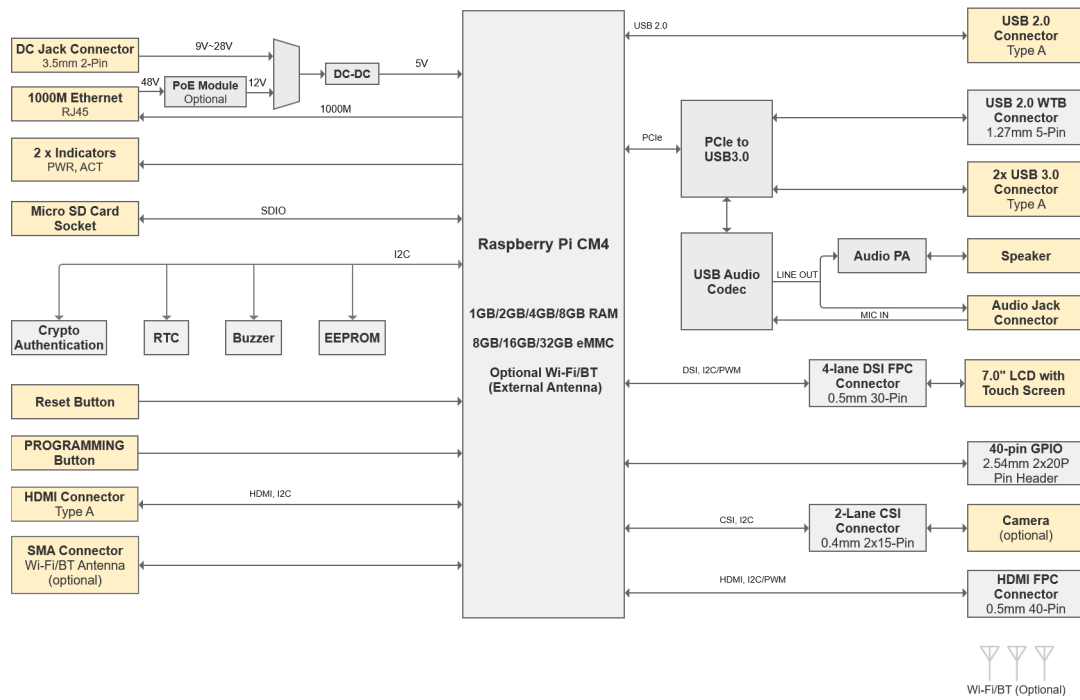 DC Jack Connector
3.5mm 2-Pin
9V~28V
48V
PoE Module
Optional
12V
DC-DC
5V
1000M Ethernet
RJ45
1000M
2 x Indicators
PWR, ACT
Micro SD Card
Socket
SDIO
I2C
Crypto
Authentication
RTC
Buzzer
EEPROM
Reset Button
PROGRAMMING
Button
HDMI Connector
Type A
HDMI, I2C
SMA Connector
Wi-Fi/BT Antenna
(optional)
Raspberry Pi CM4
1GB/2GB/4GB/8GB RAM
8GB/16GB/32GB eMMC
Optional Wi-Fi/BT
(External Antenna)
USB 2.0
USB 2.0
Connector
Type A
PCIe
PCIe to
USB3.0
USB 2.0 WTB
Connector
1.27mm 5-Pin
2x USB 3.0
Connector
Type A
USB Audio
Codec
LINE OUT
Audio PA
Speaker
MIC IN
Audio Jack
Connector
DSI, I2C/PWM
4-lane DSI FPC
Connector
0.5mm 30-Pin
7.0" LCD with
Touch Screen
40-pin GPIO
2.54mm 2x20P
Pin Header
CSI, I2C
2-Lane CSI
Connector
0.4mm 2x15-Pin
Camera
(optional)
HDMI, I2C/PWM
HDMI FPC
Connector
0.5mm 40-Pin
Wi-Fi/BT (Optional)